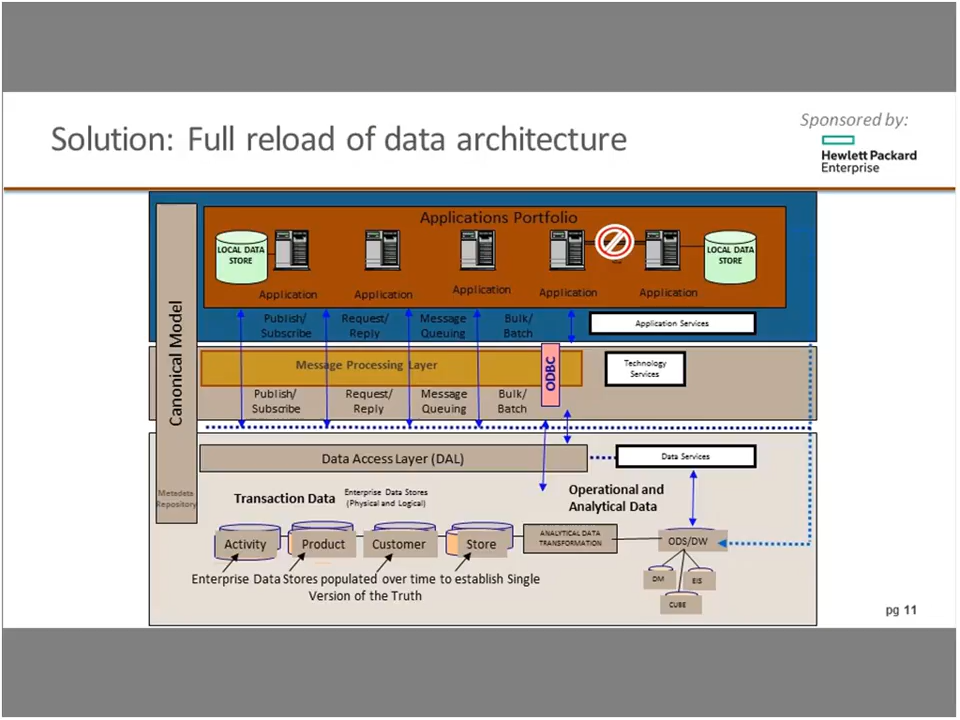 Solution: Full reload of data architecture
Sponsored by:
Hewlett Packard
Enterprise
Applications Portfolio
LOCAL DATA
STORE
LOCAL DATA
STORE
Application
Application
Application
Application
Application
Canonical Model
Publish/
Subscribe
Request/
Reply
Message
Queuing
Bulk/
Batch
Application Services
Message Processing Layer
ODBC
Technology
Services
Publish/
Subscribe
Request/
Reply
Message
Queuing
Bulk/
Batch
Data Access Layer (DAL)
Data Services
Metedata
Repository
Transaction Data
Enterprise Data Stores
(Physical and Logical)
Operational and
Analytical Data
Activity
Product
Customer
Store
ANALYTICAL DATA
TRANSFORMATION
ODS/DW
DM
EIS
CUBE
Enterprise Data Stores populated over time to establish Single
Version of the Truth
pg 11